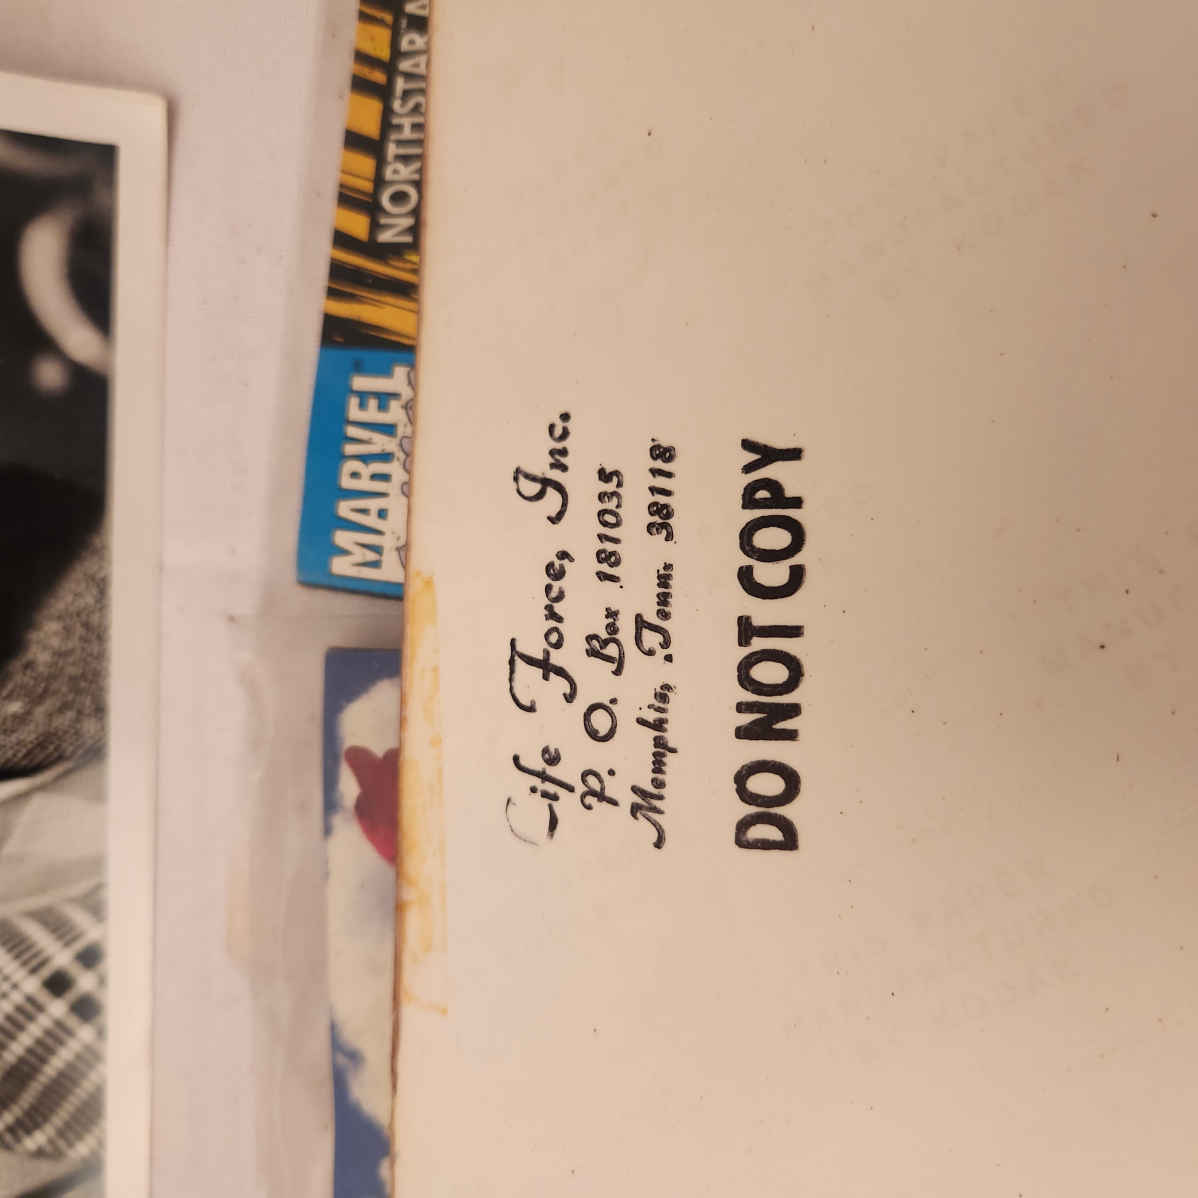 NORTHSTAR
MARVEL
Life Force, Inc.
P. O. Box 181035
Memphis, Tenn. 38118
DO NOT COPY